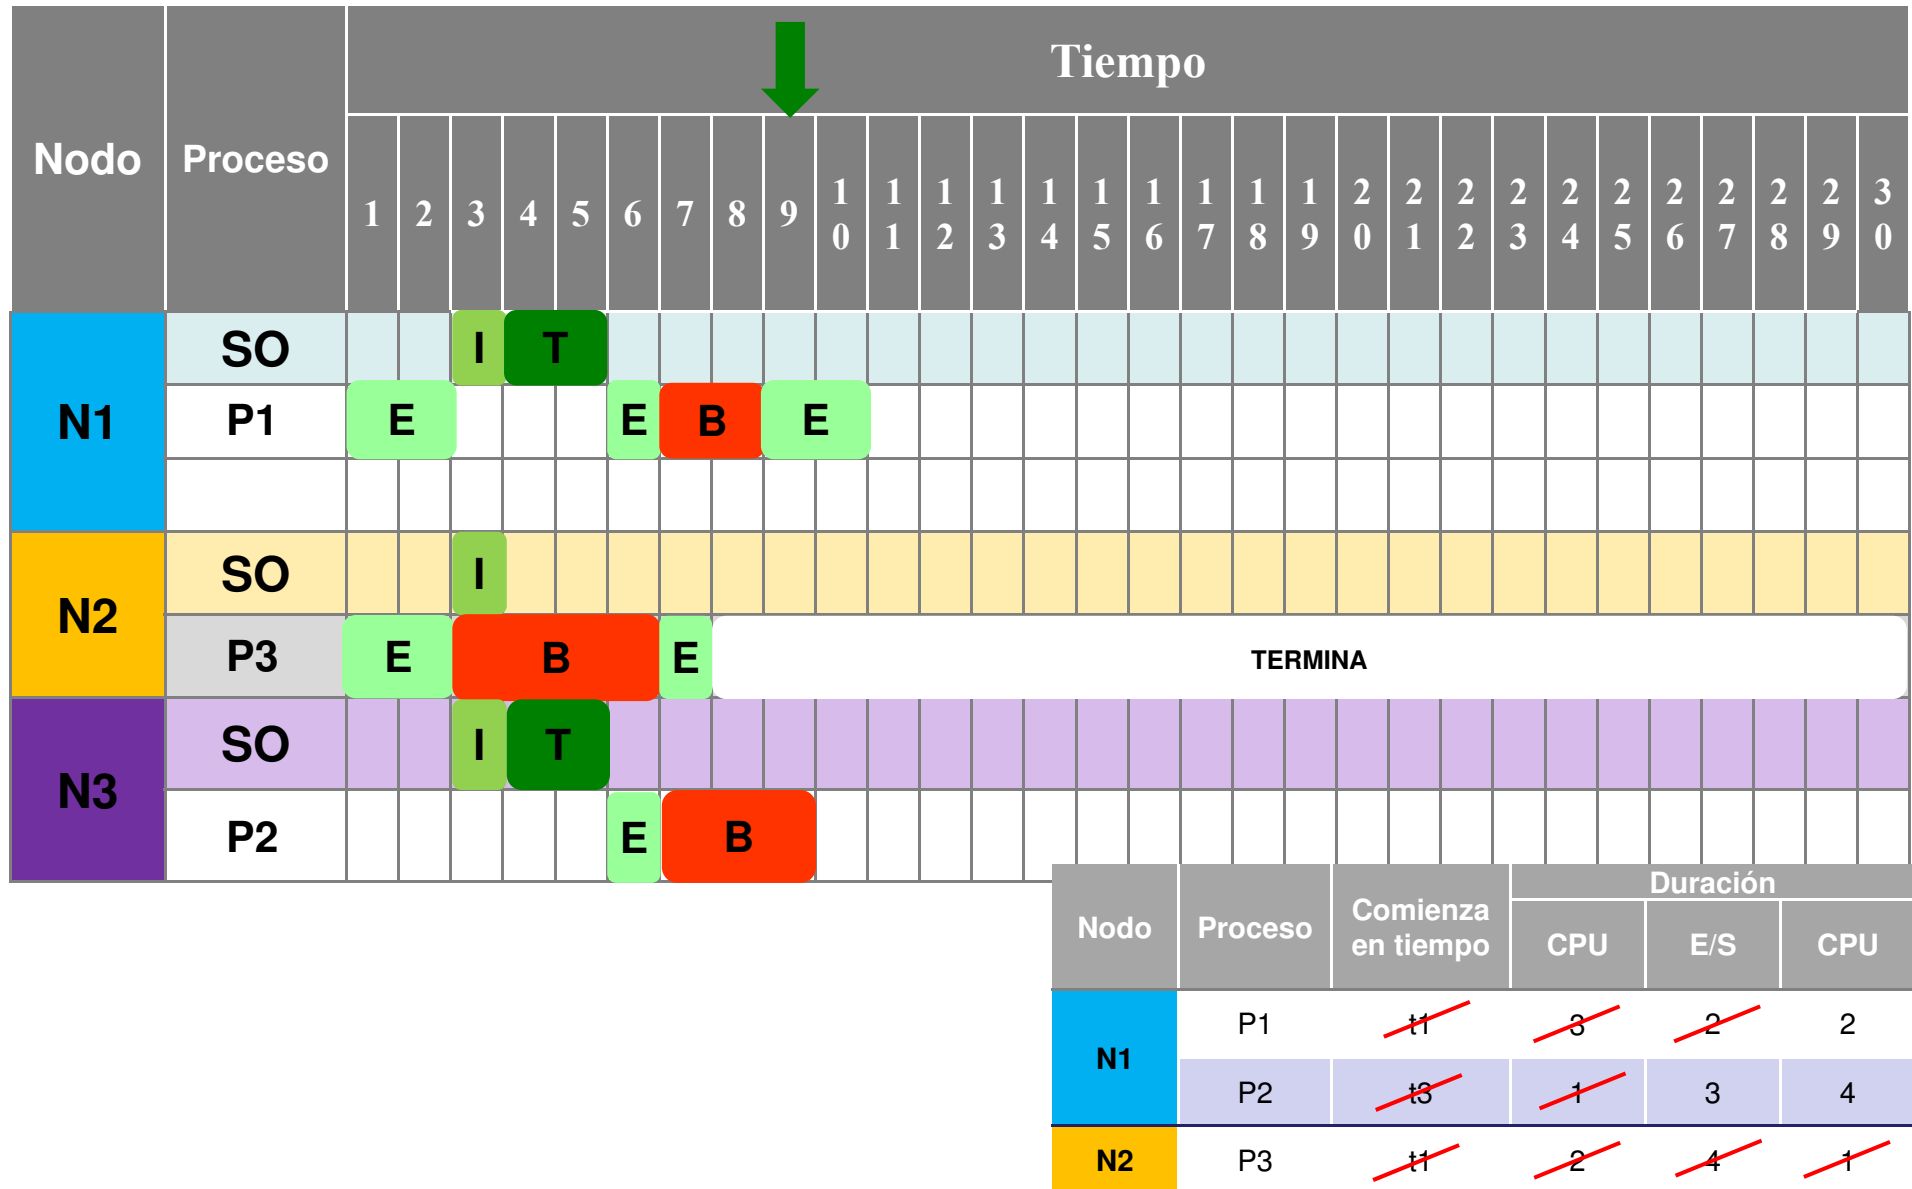 Nodo Proceso Tiempo
1 2 3 4 5 6 7 8 9 10 11 12 13 14 15 16 17 18 19 20 21 22 23 24 25 26 27 28 29 30
N1
SO I T
P1 E E B E
N2
SO I
P3 E B E TERMINA
N3
SO I T
P2 E B
Nodo Proceso Comienza en tiempo Duración
CPU E/S CPU
N1
P1 t1 3 2 2
P2 t3 1 3 4
N2 P3 t1 2 4 1